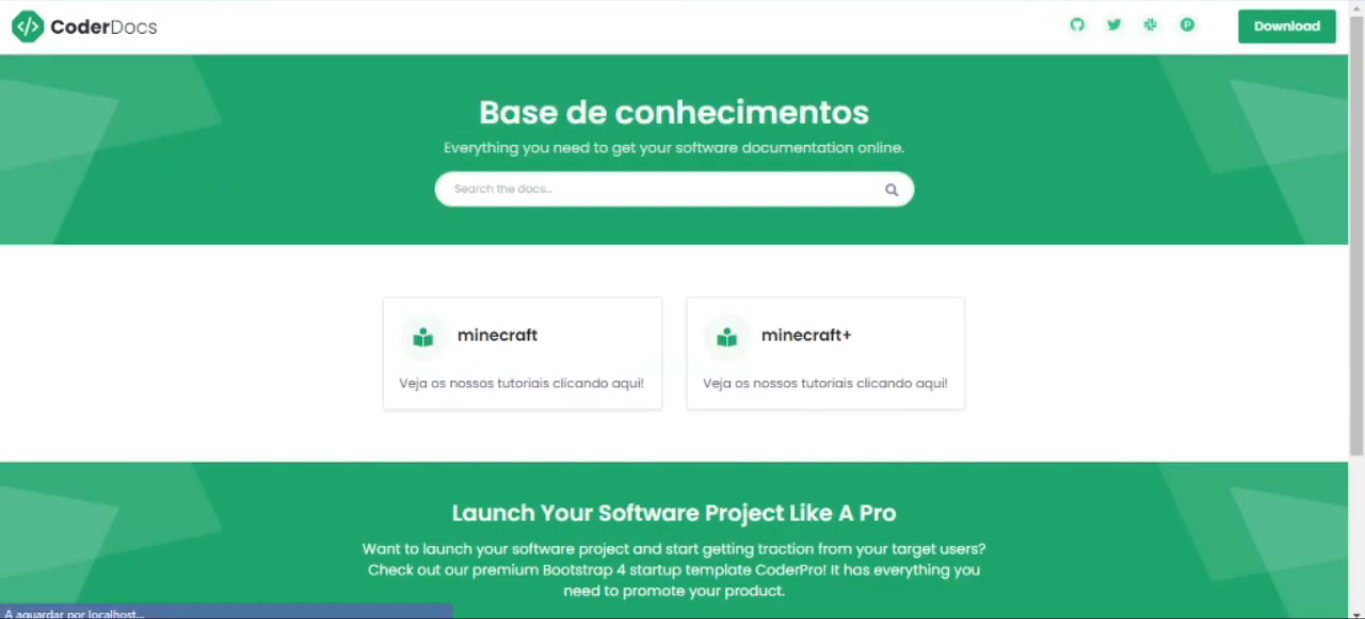 CoderDocs
Download
Base de conhecimentos
Everything you need to get your software documentation online.
Search the docs...
minecraft
Veja os nossos tutoriais clicando aqui!
minecraft+
Veja os nossos tutoriais clicando aqui!
Launch Your Software Project Like A Pro
Want to launch your software project and start getting traction from your target users?
Check out our premium Bootstrap 4 startup template CoderPro! It has everything you
need to promote your product.
A aguardar por localhost...